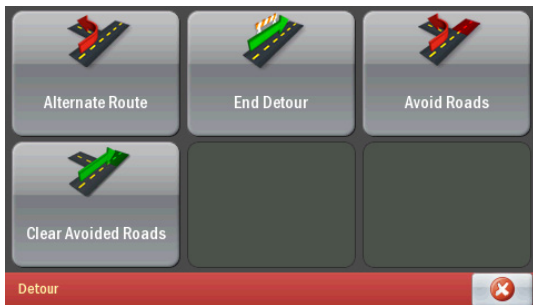 Alternate Route
End Detour
Avoid Roads
Clear Avoided Roads
Detour